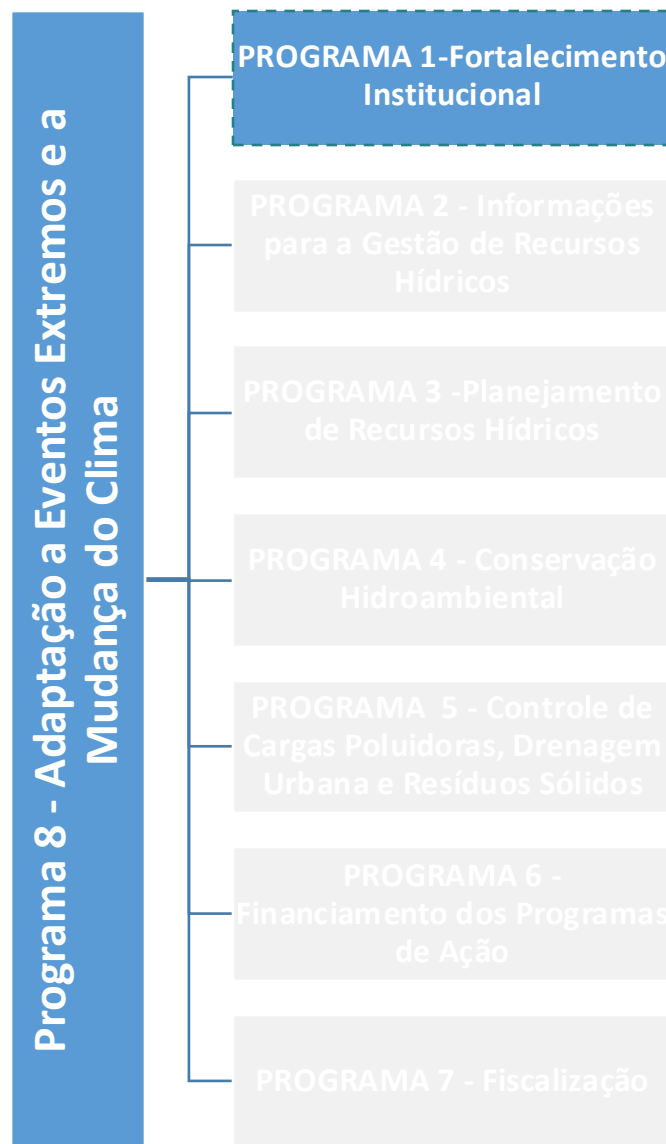 Programa 8 - Adaptação a Eventos Extremos e a
Mudança do Clima
PROGRAMA 1-Fortalecimento
Institucional
PROGRAMA 2 - Informações
para a Gestão de Recursos
Hídricos
PROGRAMA 3 -Planejamento
de Recursos Hídricos
PROGRAMA 4 - Conservação
Hidroambiental
PROGRAMA  5 - Controle de
Cargas Poluidoras, Drenagem
Urbana e Resíduos Sólidos
PROGRAMA 6 -
Financiamento dos Programas
de Ação
PROGRAMA 7 - Fiscalização